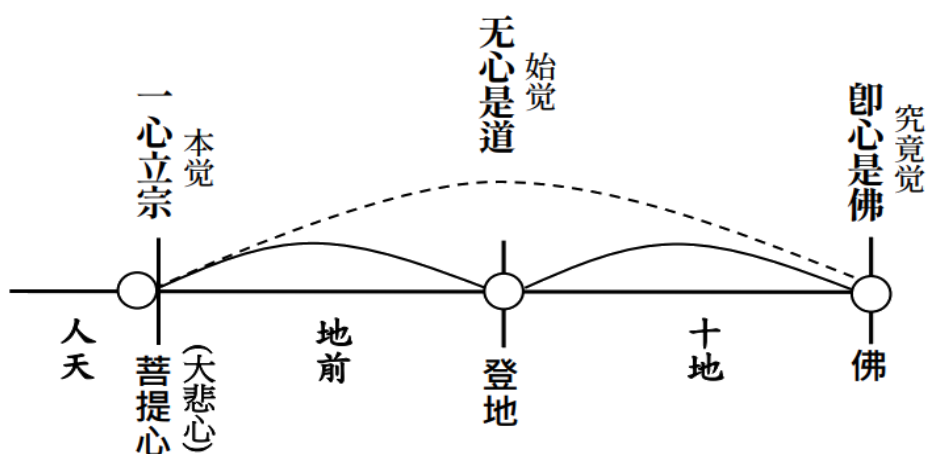 一心立宗
本觉
无心是道
始觉
卽心是佛
究竟觉
人天
菩提心
(大悲心)
地前
登地
十地
佛